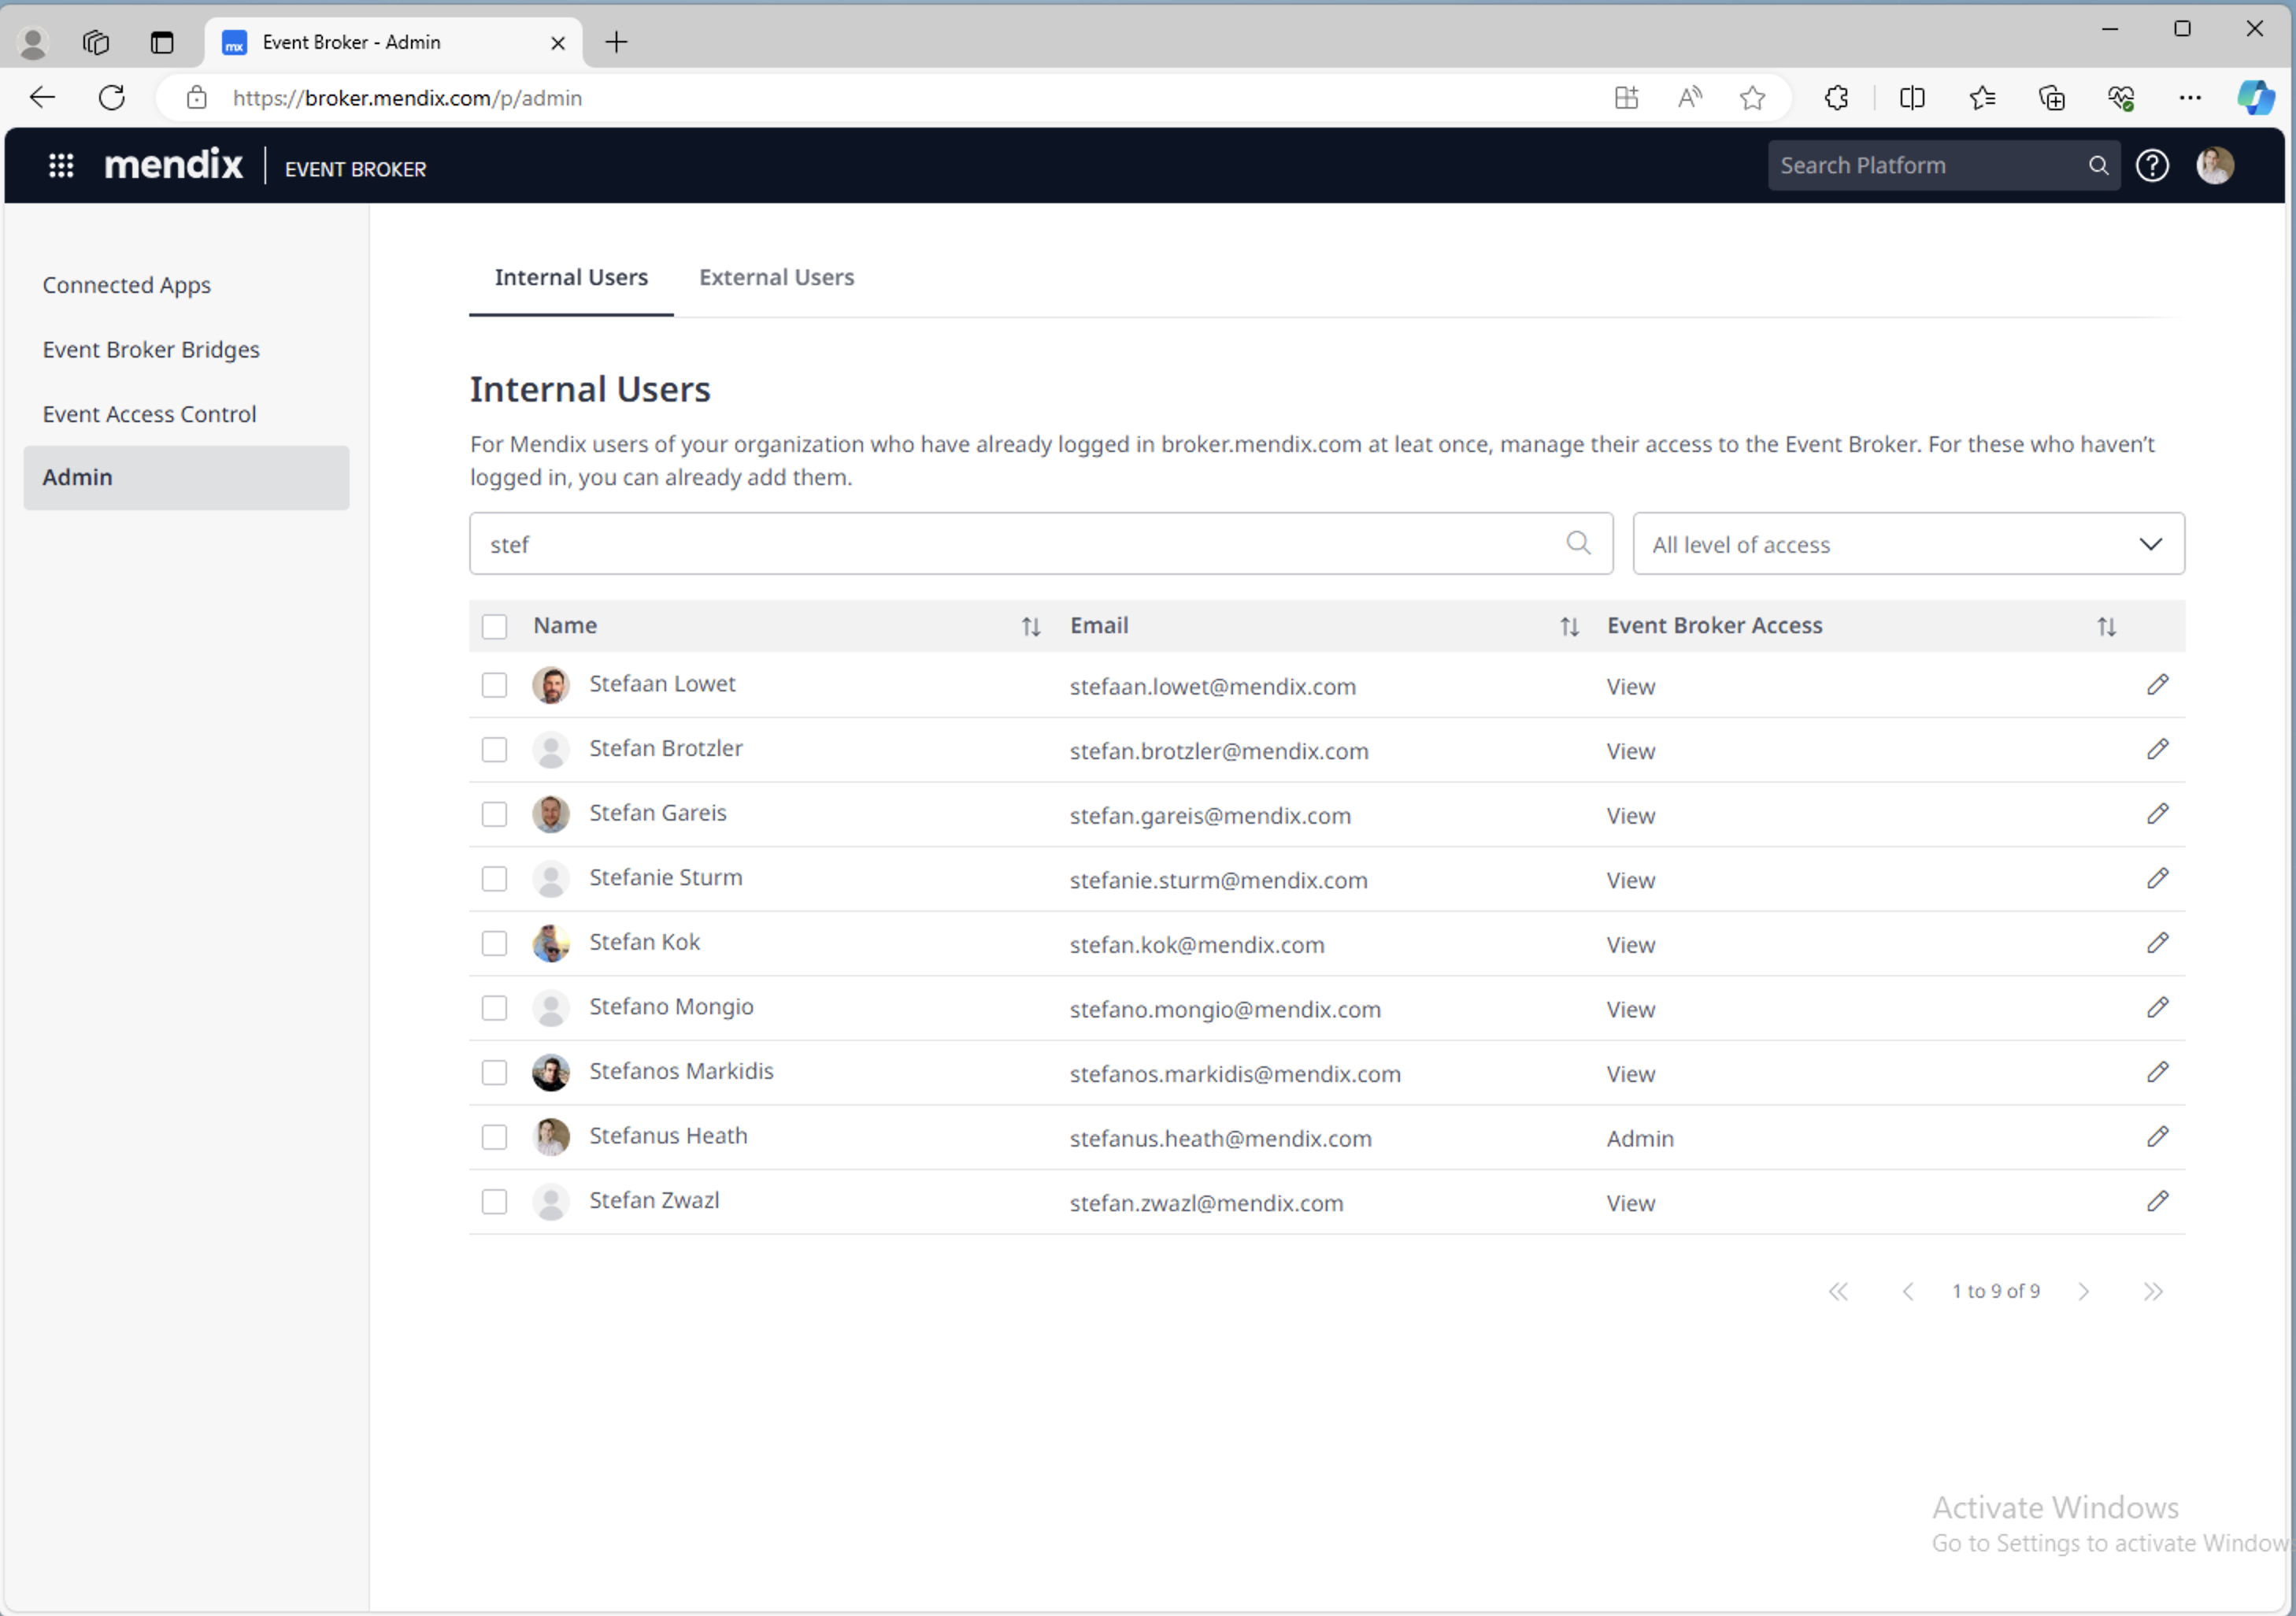 Event Broker - Admin
https://broker.mendix.com/p/admin
mendix
EVENT BROKER
Search Platform
Connected Apps
Event Broker Bridges
Event Access Control
Admin
Internal Users
External Users
Internal Users
For Mendix users of your organization who have already logged in broker.mendix.com at leat once, manage their access to the Event Broker. For these who haven't
logged in, you can already add them.
stef
All level of access
Name Email Event Broker Access
Stefaan Lowet stefaan.lowet@mendix.com View
Stefan Brotzler stefan.brotzler@mendix.com View
Stefan Gareis stefan.gareis@mendix.com View
Stefanie Sturm stefanie.sturm@mendix.com View
Stefan Kok stefan.kok@mendix.com View
Stefano Mongio stefano.mongio@mendix.com View
Stefanos Markidis stefanos.markidis@mendix.com View
Stefanus Heath stefanus.heath@mendix.com Admin
Stefan Zwazl stefan.zwazl@mendix.com View
1 to 9 of 9
Activate Windows
Go to Settings to activate Window